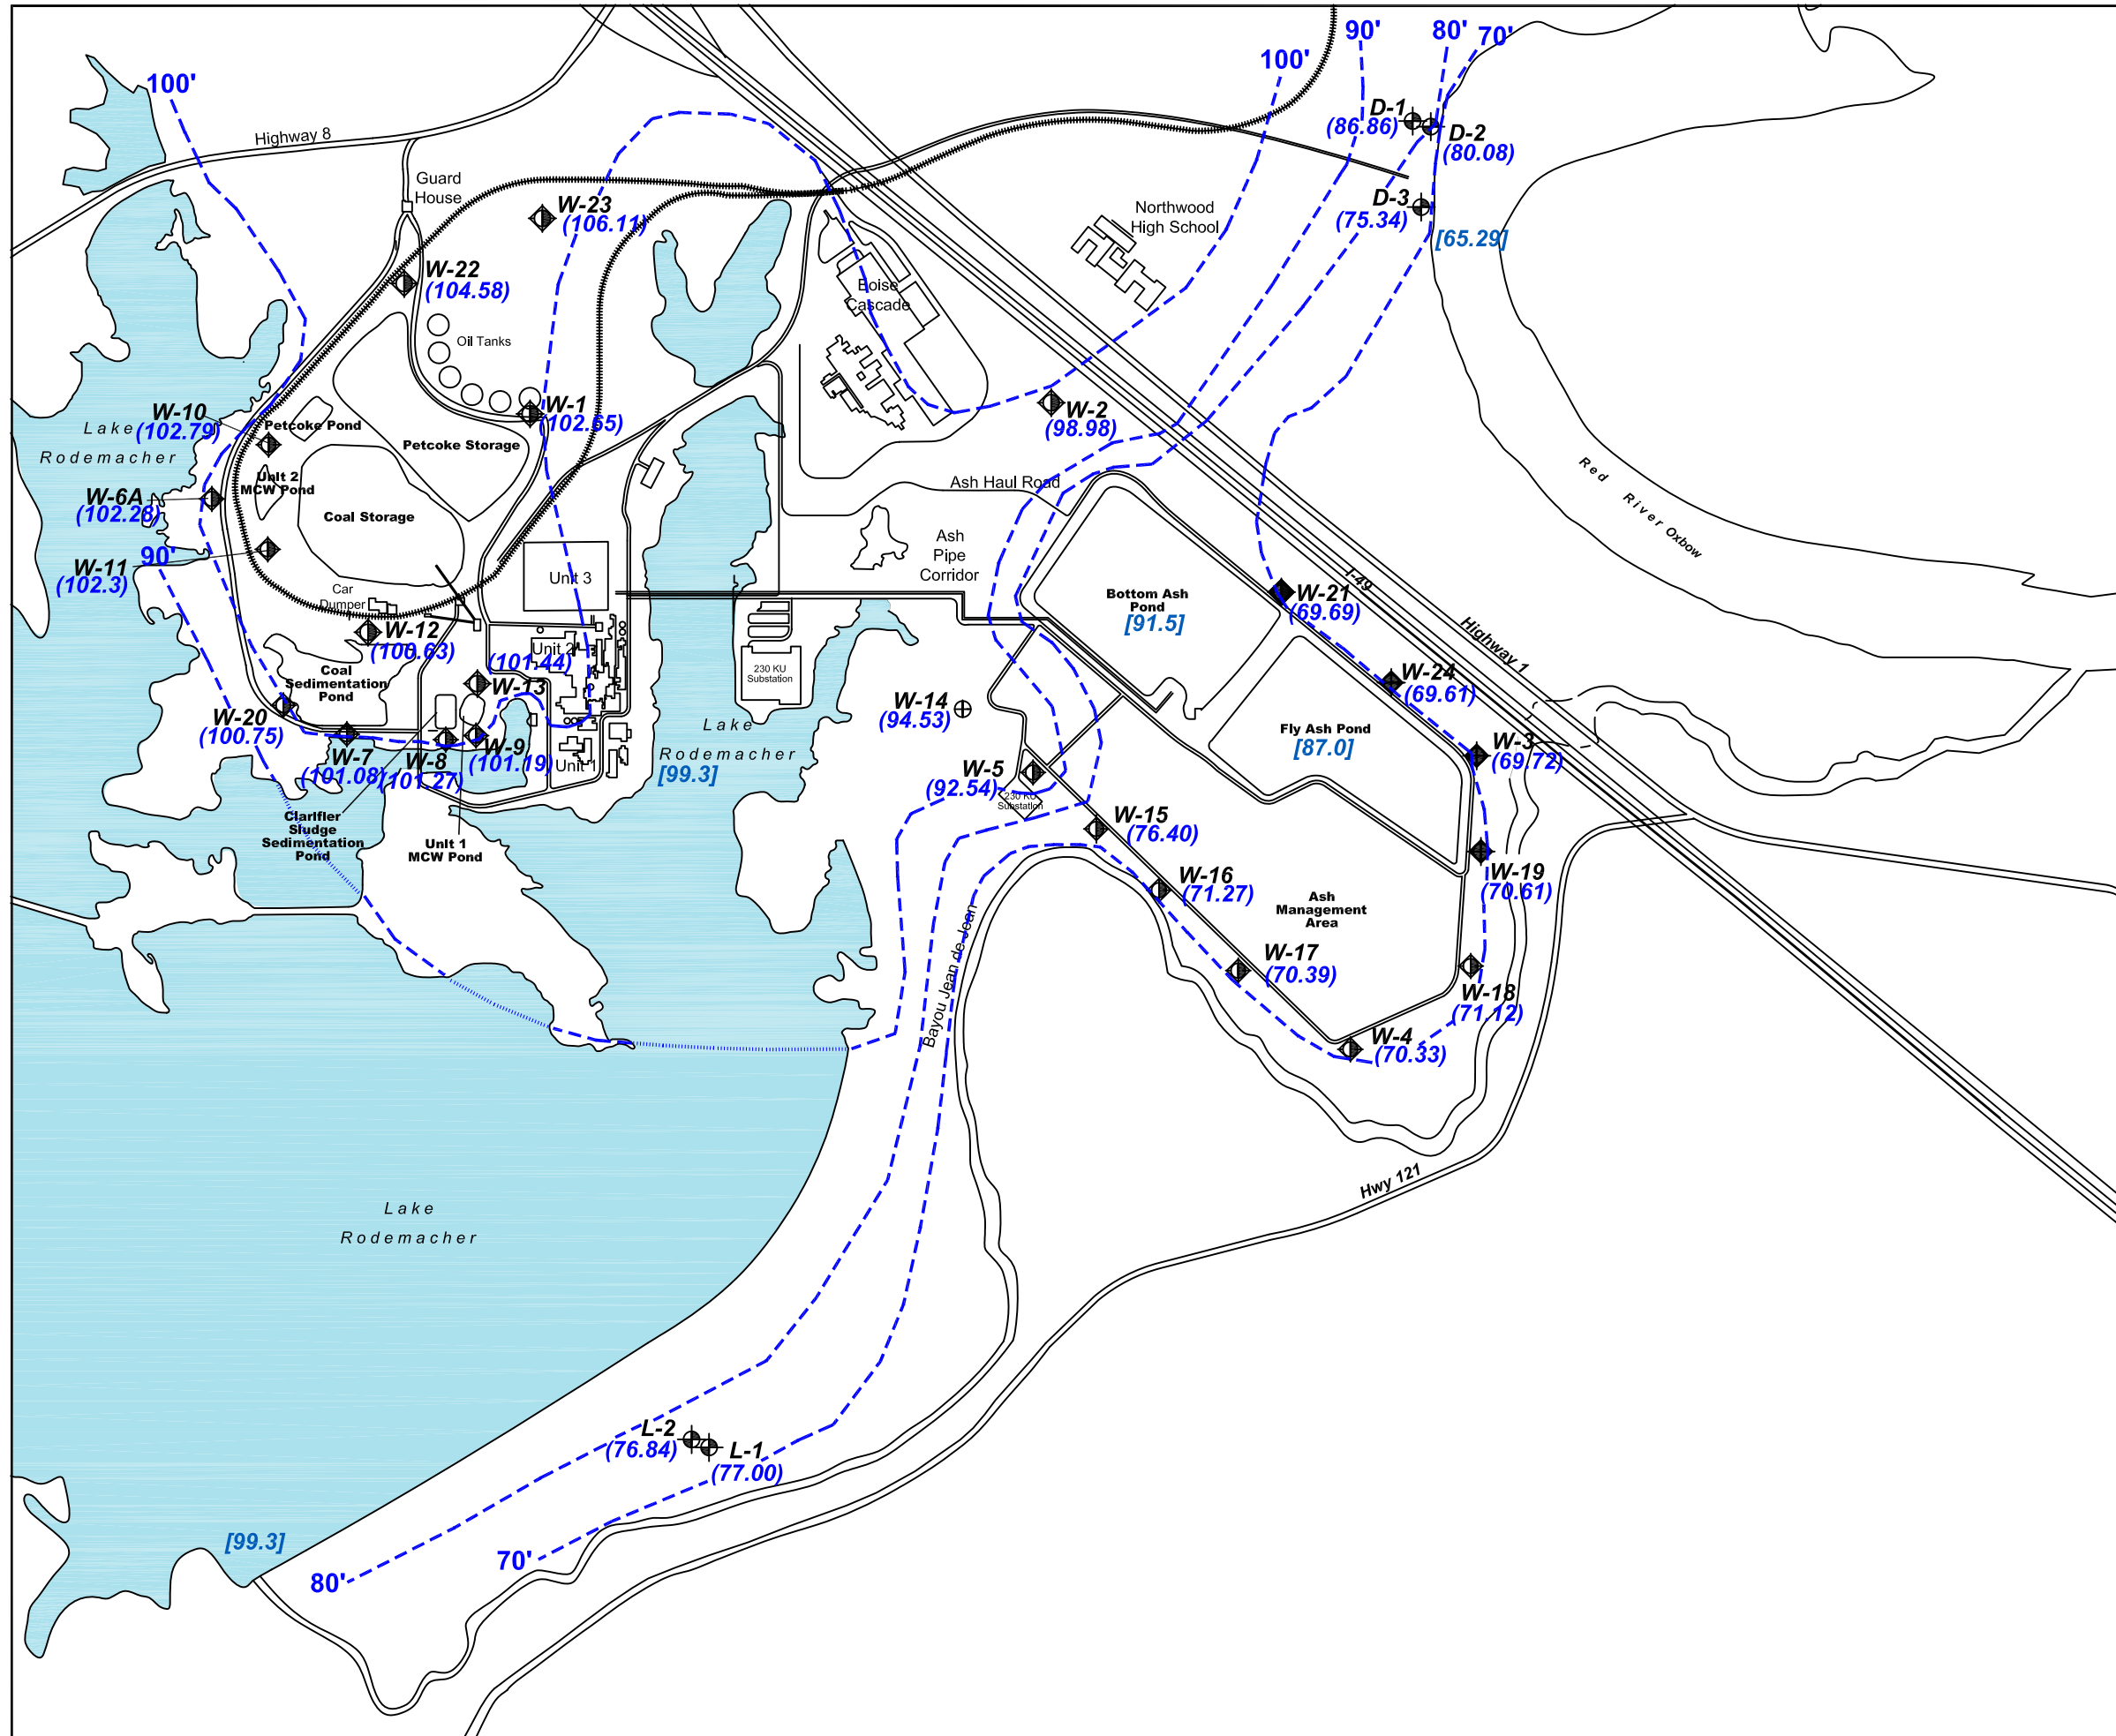 90'
80'
70'
100'
100'
D-1
(86.86)
D-2
(80.08)
Highway 8
Guard
House
W-23
(106.11)
D-3
(75.34)
[65.29]
Northwood
High School
W-22
(104.58)
Boise
Cascade
Oil Tanks
W-10
(102.79)
W-1
(102.65)
W-2
(98.98)
Lake
Rodemacher
Petcoke Pond
Petcoke Storage
Unit 2
MCW Pond
Ash Haul Road
Red River Oxbow
W-6A
(102.28)
Coal Storage
Ash
Pipe
Corridor
90'
W-11
(102.3)
Unit 3
I-49
Car
Dumper
Bottom Ash
Pond
[91.5]
W-21
(69.69)
Highway 1
W-12
(100.63)
Unit 2
(101.44)
W-13
Coal
Sedimentation
Pond
230 KU
Substation
W-24
(69.61)
W-14
(94.53)
W-20
(100.75)
Lake
Rodemacher
[99.3]
Fly Ash Pond
[87.0]
W-3
(69.72)
W-7
(101.08)
W-8
(101.27)
W-9
(101.19)
Unit 1
W-5
(92.54)
230 KU
Substation
Clarifier
Sludge
Sedimentation
Pond
Unit 1
MCW Pond
W-15
(76.40)
W-16
(71.27)
W-19
(70.61)
Ash
Management
Area
Bayou Jean de Jean
W-17
(70.39)
W-18
(71.12)
W-4
(70.33)
Hwy 121
Lake
Rodemacher
L-2
(76.84)
L-1
(77.00)
[99.3]
70'
80'